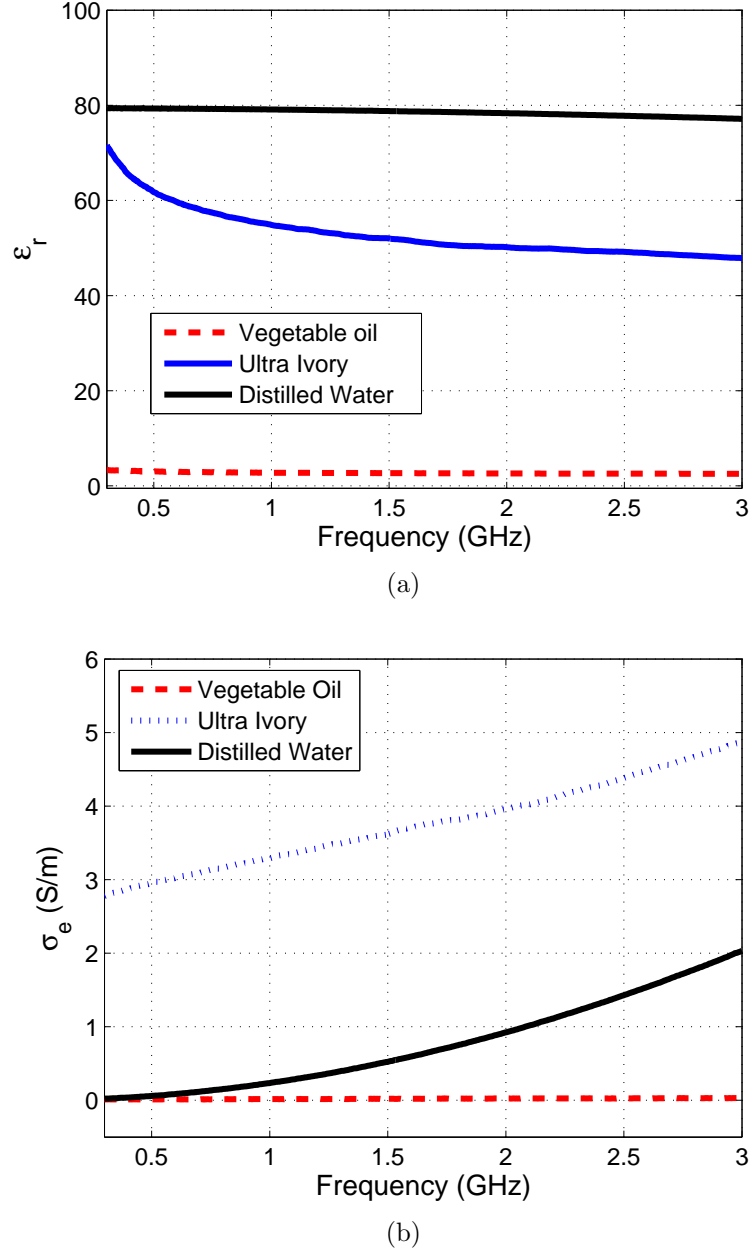 100
80
60
40
20
0
ε_r
Vegetable oil
Ultra Ivory
Distilled Water
0.5 1 1.5 2 2.5 3
Frequency (GHz)
(a)
6
5
4
3
2
1
0
σ_e (S/m)
Vegetable Oil
Ultra Ivory
Distilled Water
0.5 1 1.5 2 2.5 3
Frequency (GHz)
(b)